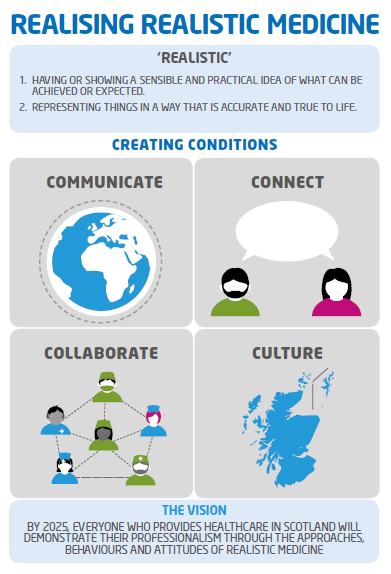 REALISING REALISTIC MEDICINE
'REALISTIC'
1. HAVING OR SHOWING A SENSIBLE AND PRACTICAL IDEA OF WHAT CAN BE
ACHIEVED OR EXPECTED.
2. REPRESENTING THINGS IN A WAY THAT IS ACCURATE AND TRUE TO LIFE.
CREATING CONDITIONS
COMMUNICATE
CONNECT
COLLABORATE
CULTURE
THE VISION
BY 2025, EVERYONE WHO PROVIDES HEALTHCARE IN SCOTLAND WILL
DEMONSTRATE THEIR PROFESSIONALISM THROUGH THE APPROACHES,
BEHAVIOURS AND ATTITUDES OF REALISTIC MEDICINE